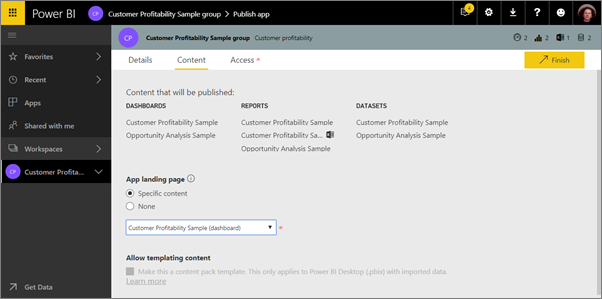 Power BI
CP Customer Profitability Sample group > Publish app
4
CP Customer Profitability Sample group Customer profitability
2 2 1 2
Favorites
Recent
Apps
Shared with me
Workspaces
CP Customer Profita...
Get Data
Details Content Access *
Finish
Content that will be published:
DASHBOARDS REPORTS DATASETS
Customer Profitability Sample Customer Profitability Sample Customer Profitability Sample
Opportunity Analysis Sample Customer Profitability Sa... Opportunity Analysis Sample
Opportunity Analysis Sample
App landing page
Specific content
None
Customer Profitability Sample (dashboard) *
Allow templating content
Make this a content pack template. This only applies to Power BI Desktop (.pbix) with imported data.
Learn more